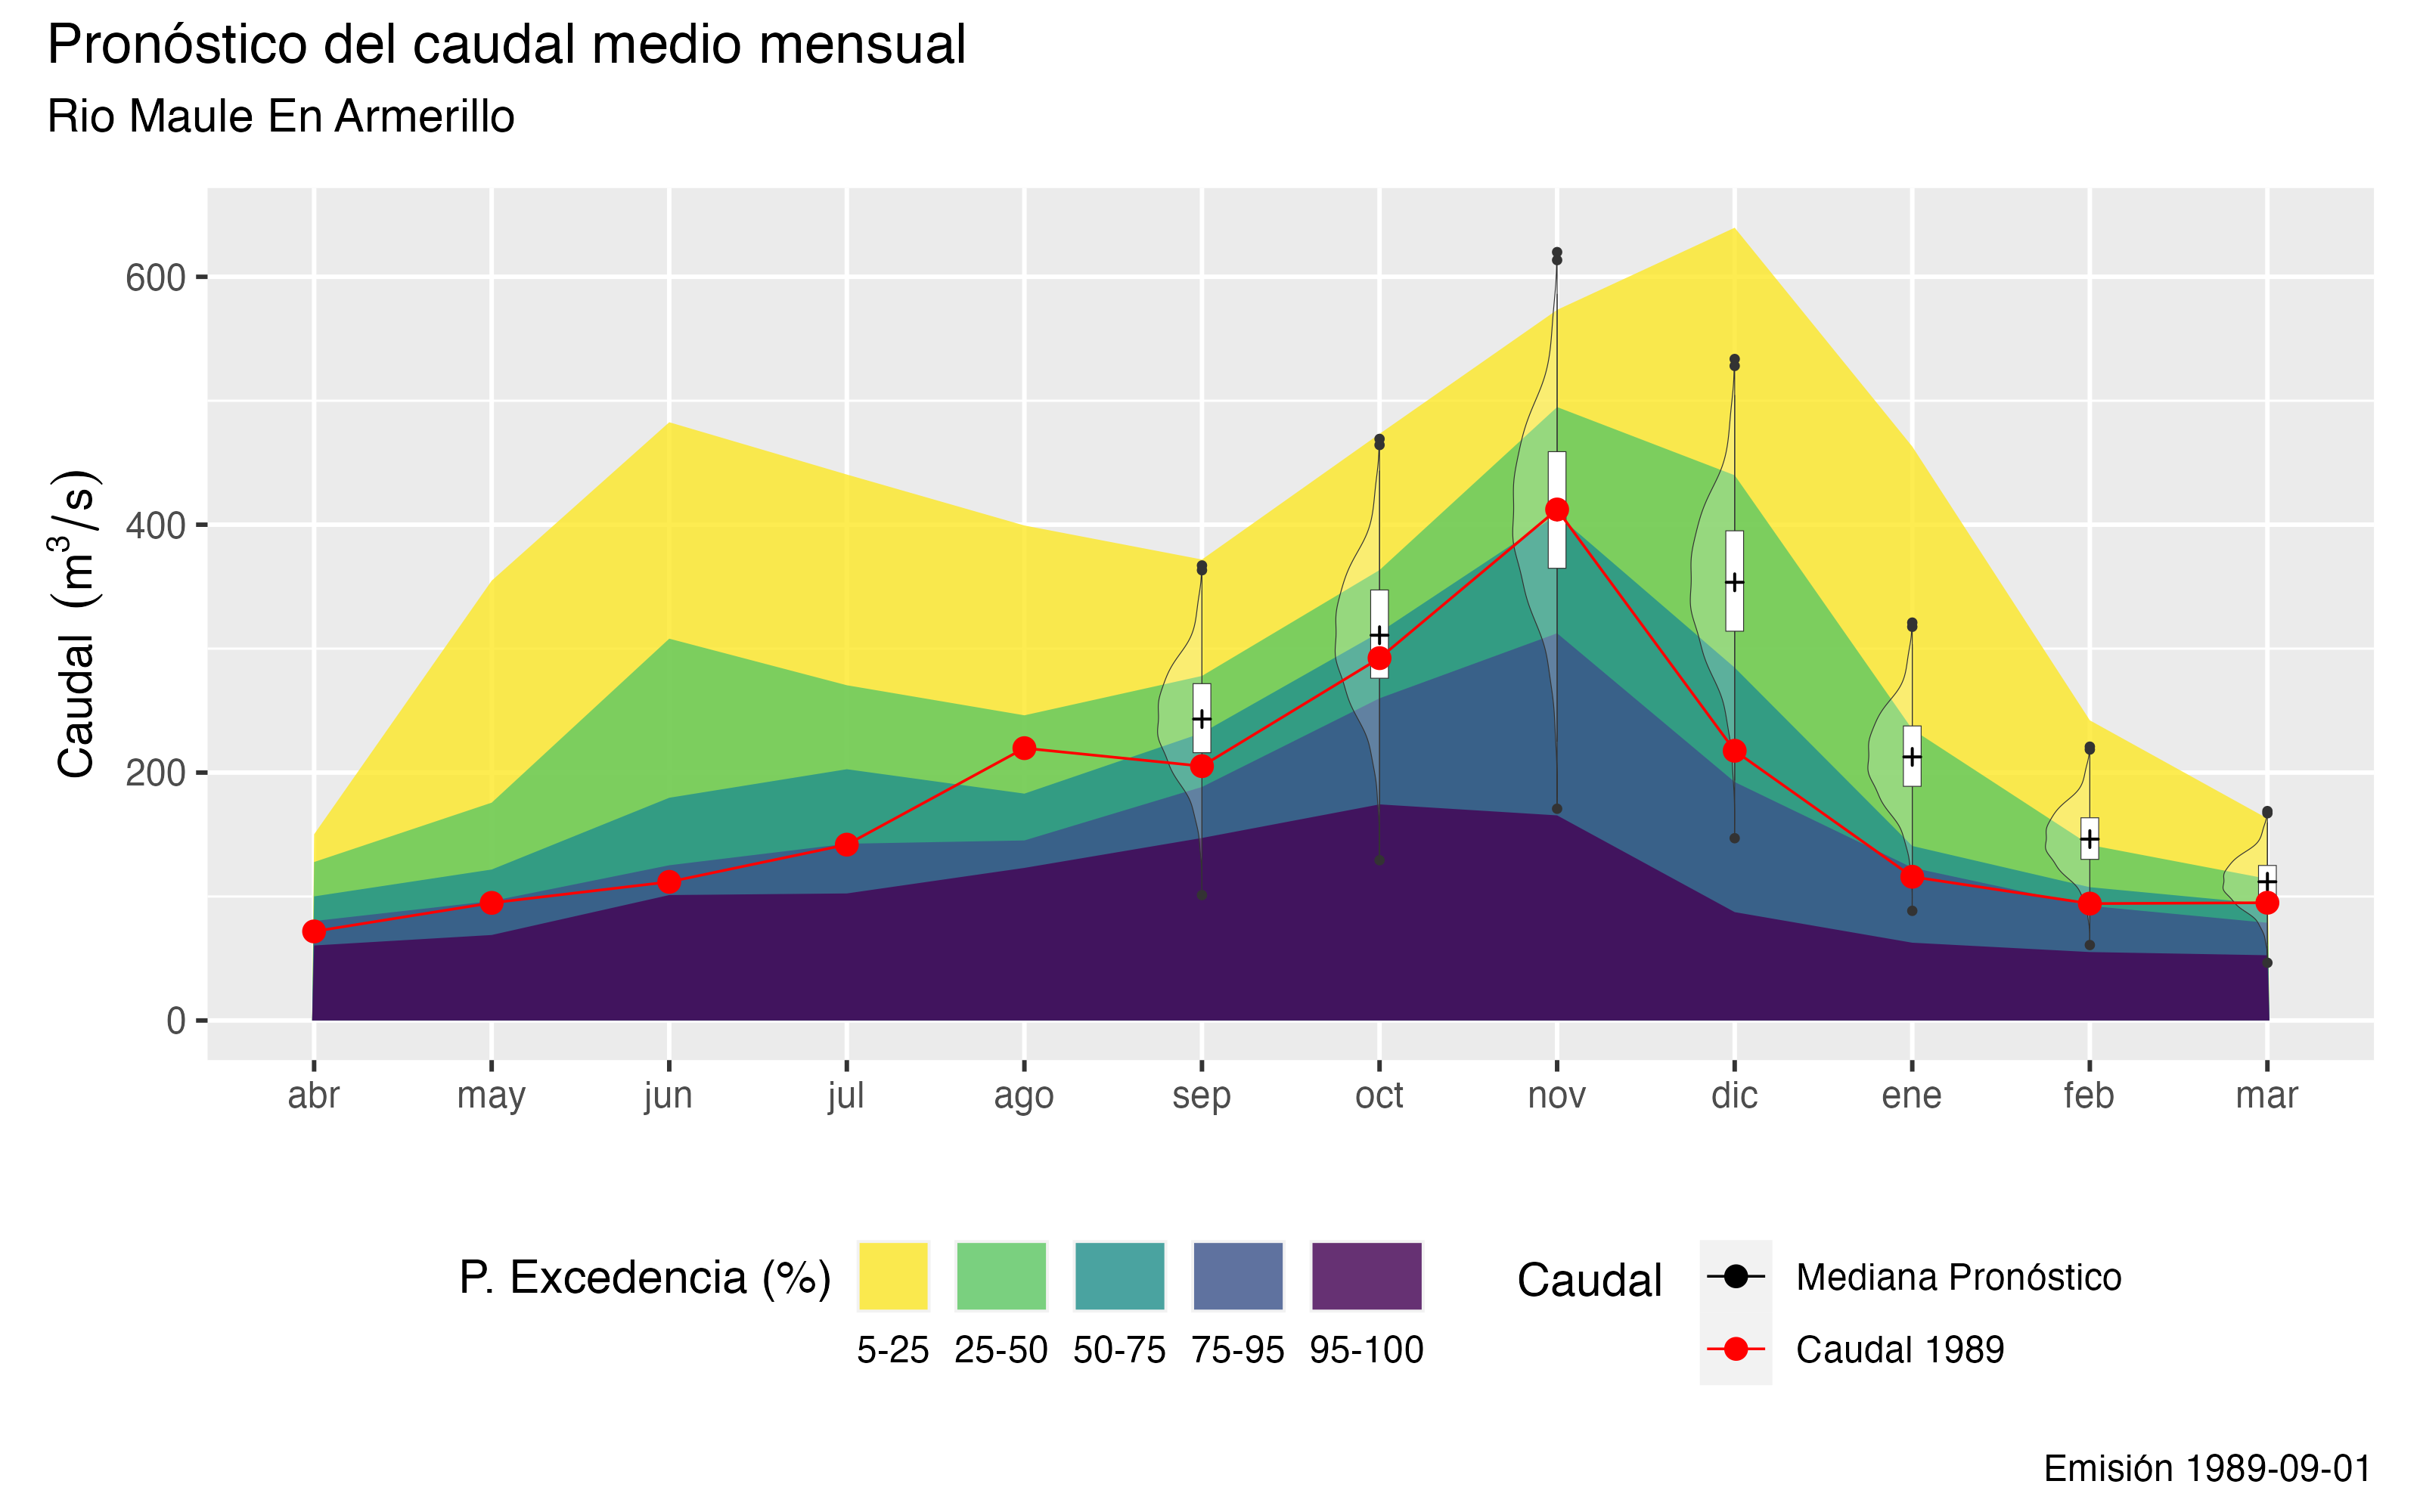 Pronóstico del caudal medio mensual
Rio Maule En Armerillo
Caudal (m³/s)
600
400
200
0
abr may jun jul ago sep oct nov dic ene feb mar
P. Excedencia (%)
5-25 25-50 50-75 75-95 95-100
Caudal
Mediana Pronóstico
Caudal 1989
Emisión 1989-09-01